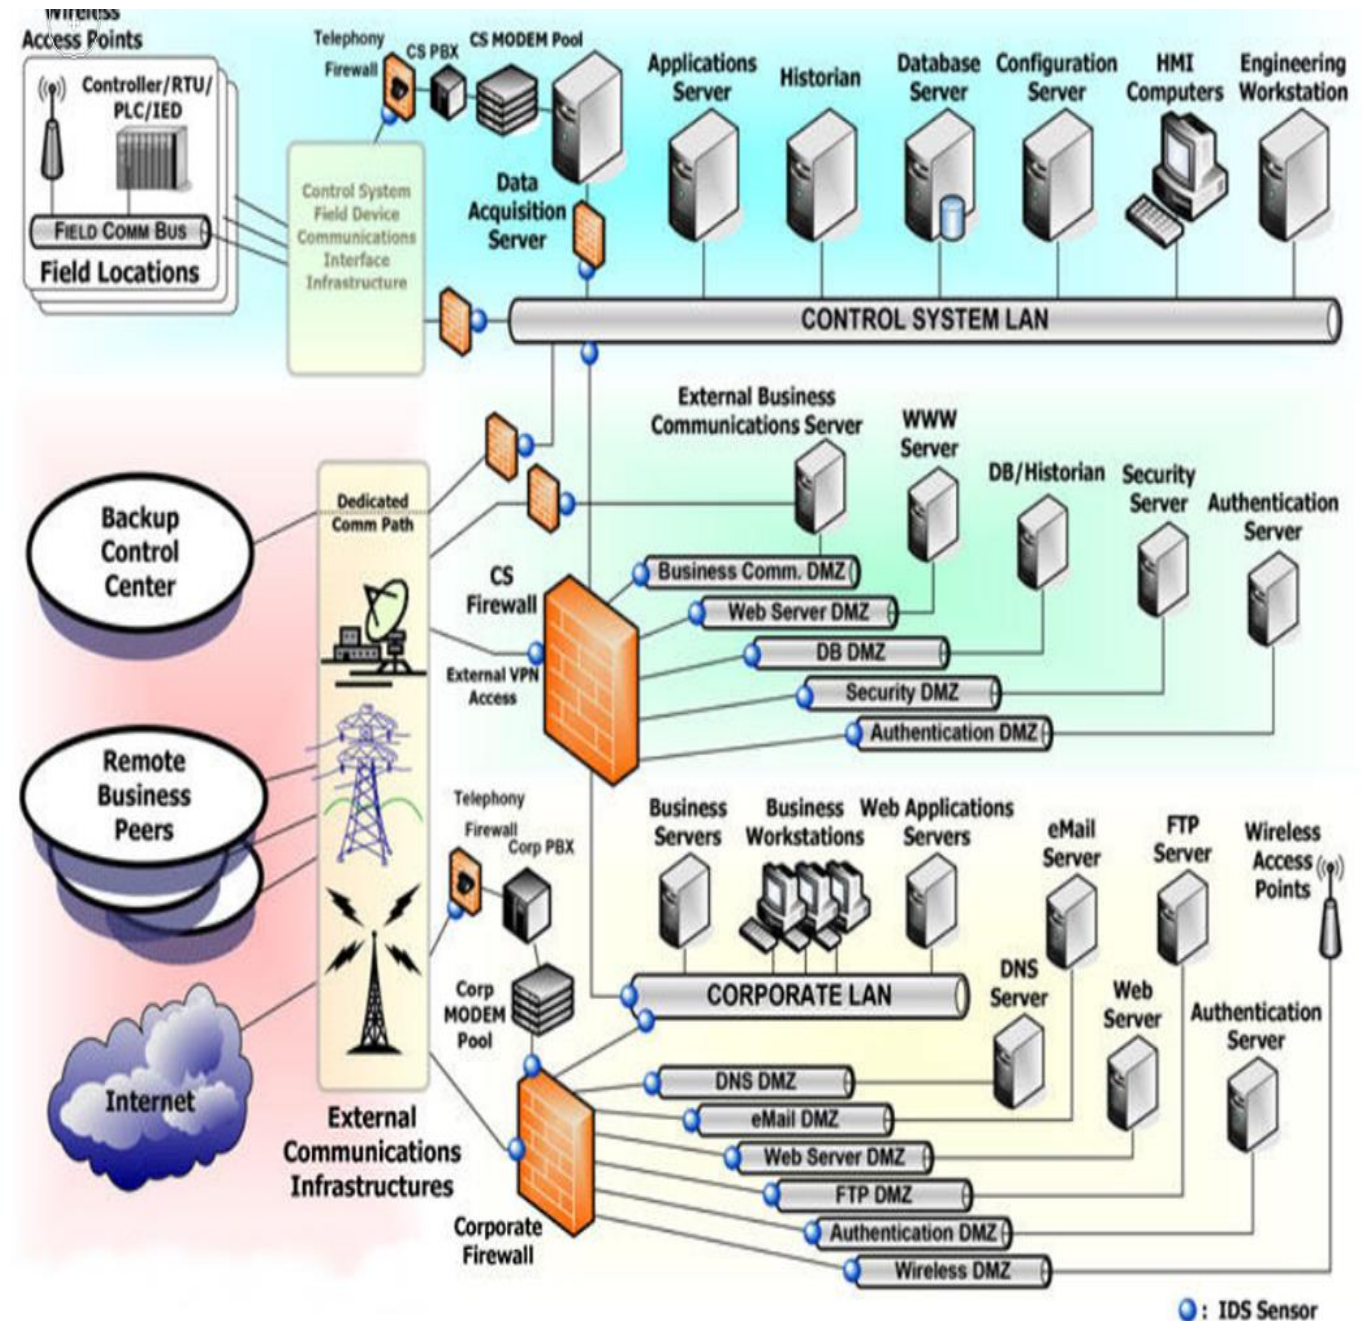 Wireless
Access Points
Controller/RTU/
PLC/IED
FIELD COMM BUS
Field Locations
Telephony
Firewall
CS PBX
CS MODEM Pool
Control System
Field Device
Communications
Interface
Infrastructure
Data
Acquisition
Server
Applications
Server
Historian
Database
Server
Configuration
Server
HMI
Computers
Engineering
Workstation
CONTROL SYSTEM LAN
External Business
Communications Server
WWW
Server
DB/Historian
Security
Server
Authentication
Server
Backup
Control
Center
Dedicated
Comm Path
CS
Firewall
External VPN
Access
Business Comm. DMZ
Web Server DMZ
DB DMZ
Security DMZ
Authentication DMZ
Remote
Business
Peers
Telephony
Firewall
Corp PBX
Business
Servers
Business
Workstations
Web Applications
Servers
eMail
Server
FTP
Server
Wireless
Access
Points
Corp
MODEM
Pool
CORPORATE LAN
DNS
Server
Web
Server
Authentication
Server
Internet
External
Communications
Infrastructures
DNS DMZ
eMail DMZ
Web Server DMZ
FTP DMZ
Authentication DMZ
Wireless DMZ
Corporate
Firewall
: IDS Sensor